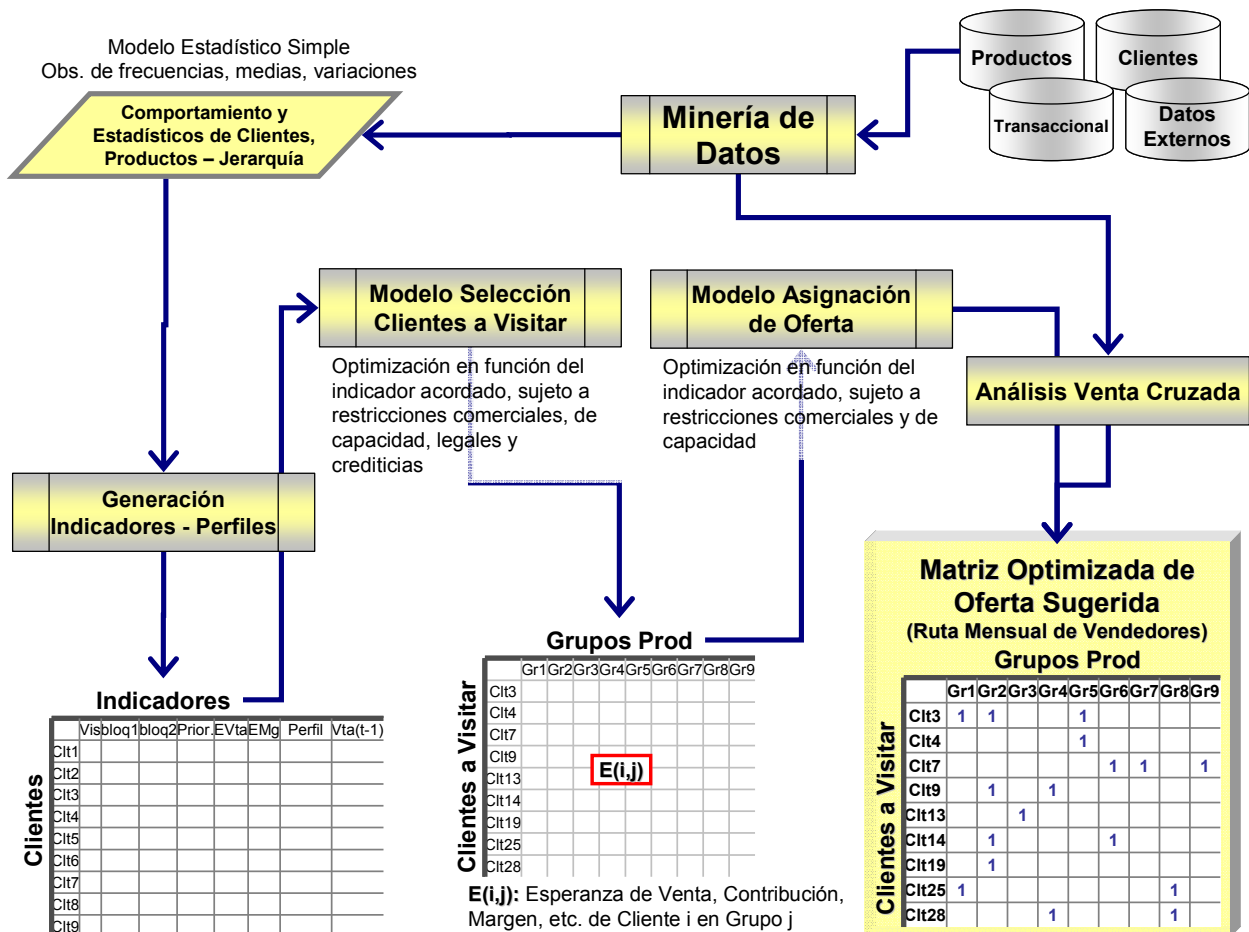 Modelo Estadístico Simple
Obs. de frecuencias, medias, variaciones
Comportamiento y
Estadísticos de Clientes,
Productos – Jerarquía
Minería de
Datos
Productos
Clientes
Transaccional
Datos
Externos
Modelo Selección
Clientes a Visitar
Optimización en función del
indicador acordado, sujeto a
restricciones comerciales, de
capacidad, legales y
crediticias
Modelo Asignación
de Oferta
Optimización en función del
indicador acordado, sujeto a
restricciones comerciales y de
capacidad
Análisis Venta Cruzada
Generación
Indicadores - Perfiles
Indicadores
Vis bloq1 bloq2 Prior. EVta EMg Perfil Vta(t-1)
Clientes
Clt1
Clt2
Clt3
Clt4
Clt5
Clt6
Clt7
Clt8
Clt9
Grupos Prod
Gr1 Gr2 Gr3 Gr4 Gr5 Gr6 Gr7 Gr8 Gr9
Clientes a Visitar
Clt3
Clt4
Clt7
Clt9
Clt13
Clt14
Clt19
Clt25
Clt28
E(i,j)
E(i,j): Esperanza de Venta, Contribución,
Margen, etc. de Cliente i en Grupo j
Matriz Optimizada de
Oferta Sugerida
(Ruta Mensual de Vendedores)
Grupos Prod
Gr1 Gr2 Gr3 Gr4 Gr5 Gr6 Gr7 Gr8 Gr9
Clientes a Visitar
Clt3 1 1 1
Clt4 1
Clt7 1 1 1
Clt9 1 1
Clt13 1
Clt14 1 1
Clt19 1
Clt25 1 1
Clt28 1 1